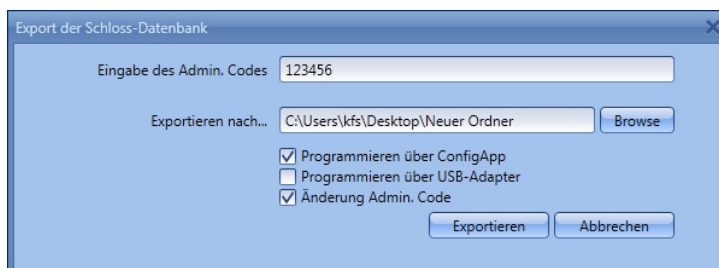 Export der Schloss-Datenbank
Eingabe des Admin. Codes 123456
Exportieren nach... C:\Users\kfs\Desktop\Neuer Ordner Browse
Programmieren über ConfigApp
Programmieren über USB-Adapter
Änderung Admin. Code
Exportieren Abbrechen